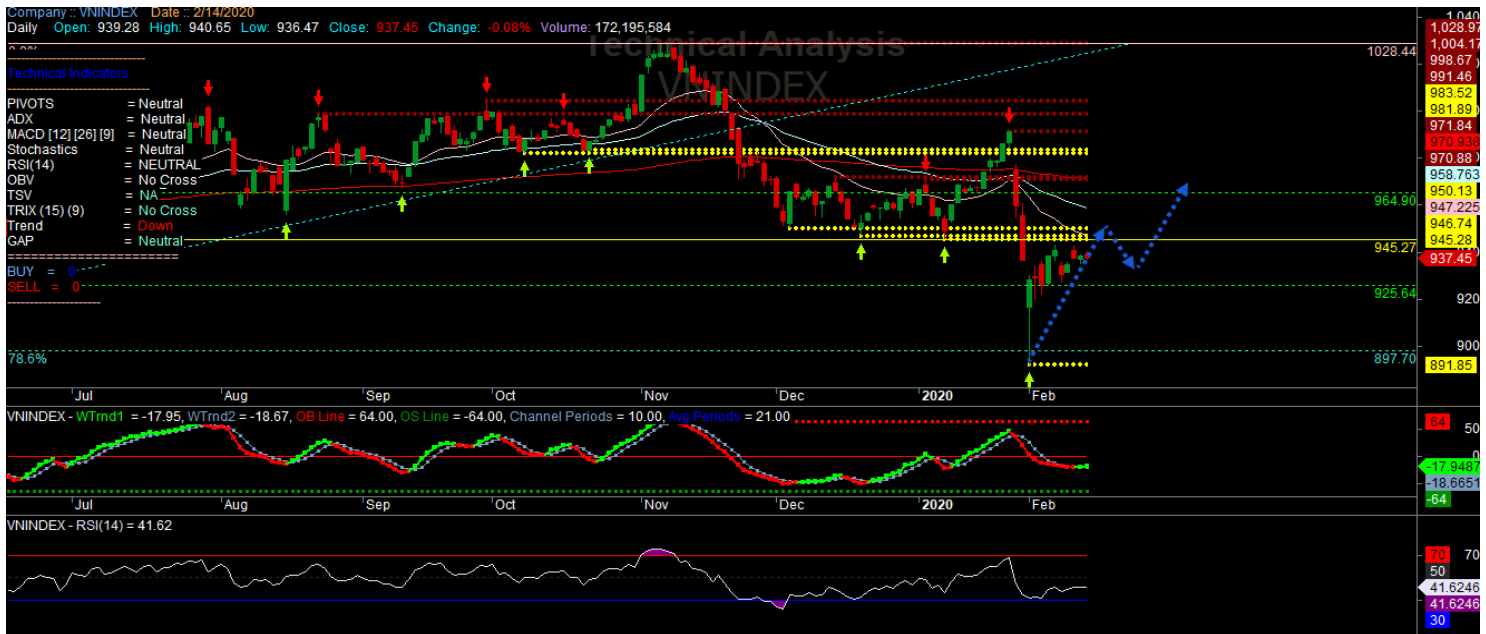 Company :: VNINDEX Date :: 2/14/2020
Daily Open: 939.28 High: 940.65 Low: 936.47 Close: 937.45 Change: -0.08% Volume: 172,195,584
Technical Analysis
VNINDEX
Technical Indicators
PIVOTS = Neutral
ADX = Neutral
MACD [12] [26] [9] = Neutral
Stochastics = Neutral
RSI(14) = NEUTRAL
OBV = No Cross
TSV = NA
TRIX (15) (9) = No Cross
Trend = Down
GAP = Neutral
======================
BUY = 0
SELL = 0
78.6%
1028.44
964.90
945.27
925.64
897.70
1,040
1,028.97
1,004.17
998.67
991.46
983.52
981.89
971.84
970.938
970.88
958.763
950.13
947.225
946.74
945.28
937.45
920
900
891.85
Jul Aug Sep Oct Nov Dec 2020 Feb
VNINDEX - WTrnd1 = -17.95, WTrnd2 = -18.67, OB Line = 64.00, OS Line = -64.00, Channel Periods = 10.00, Avg Periods = 21.00
64
50
0
-17.9487
-18.6651
-64
Jul Aug Sep Oct Nov Dec 2020 Feb
VNINDEX - RSI(14) = 41.62
70 70
50
41.6246
41.6246
30